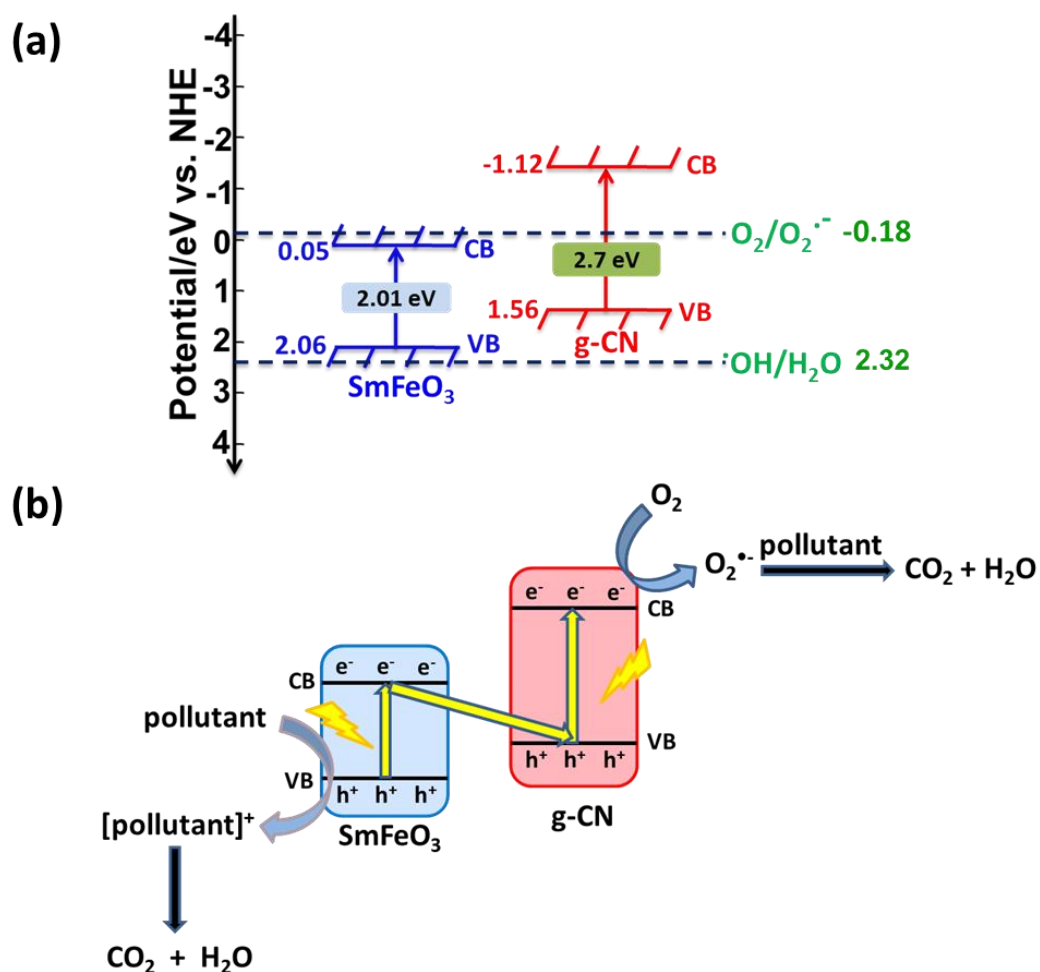 (a)
Potential/eV vs. NHE
-4
-3
-2
-1
0
1
2
3
4
0.05
CB
2.01 eV
2.06
VB
SmFeO₃
-1.12
CB
2.7 eV
1.56
VB
g-CN
O₂/O₂˙⁻ -0.18
˙OH/H₂O 2.32
(b)
O₂
O₂•⁻
pollutant
CO₂ + H₂O
e⁻ e⁻ e⁻
CB
VB
h⁺ h⁺ h⁺
g-CN
e⁻ e⁻ e⁻
CB
VB
h⁺ h⁺ h⁺
SmFeO₃
pollutant
[pollutant]⁺
CO₂ + H₂O